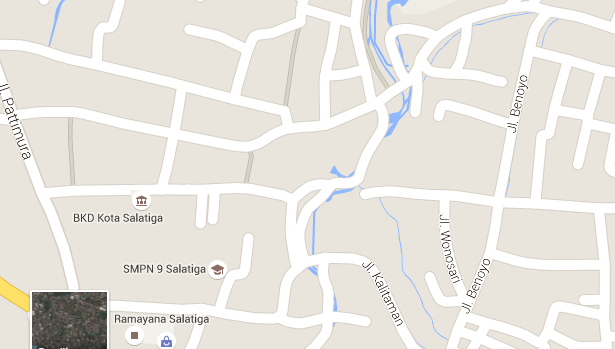 Jl. Pattimura
Jl. Benoyo
BKD Kota Salatiga
Jl. Wonosari
SMPN 9 Salatiga
Jl. Kalitaman
Jl. Benoyo
Ramayana Salatiga